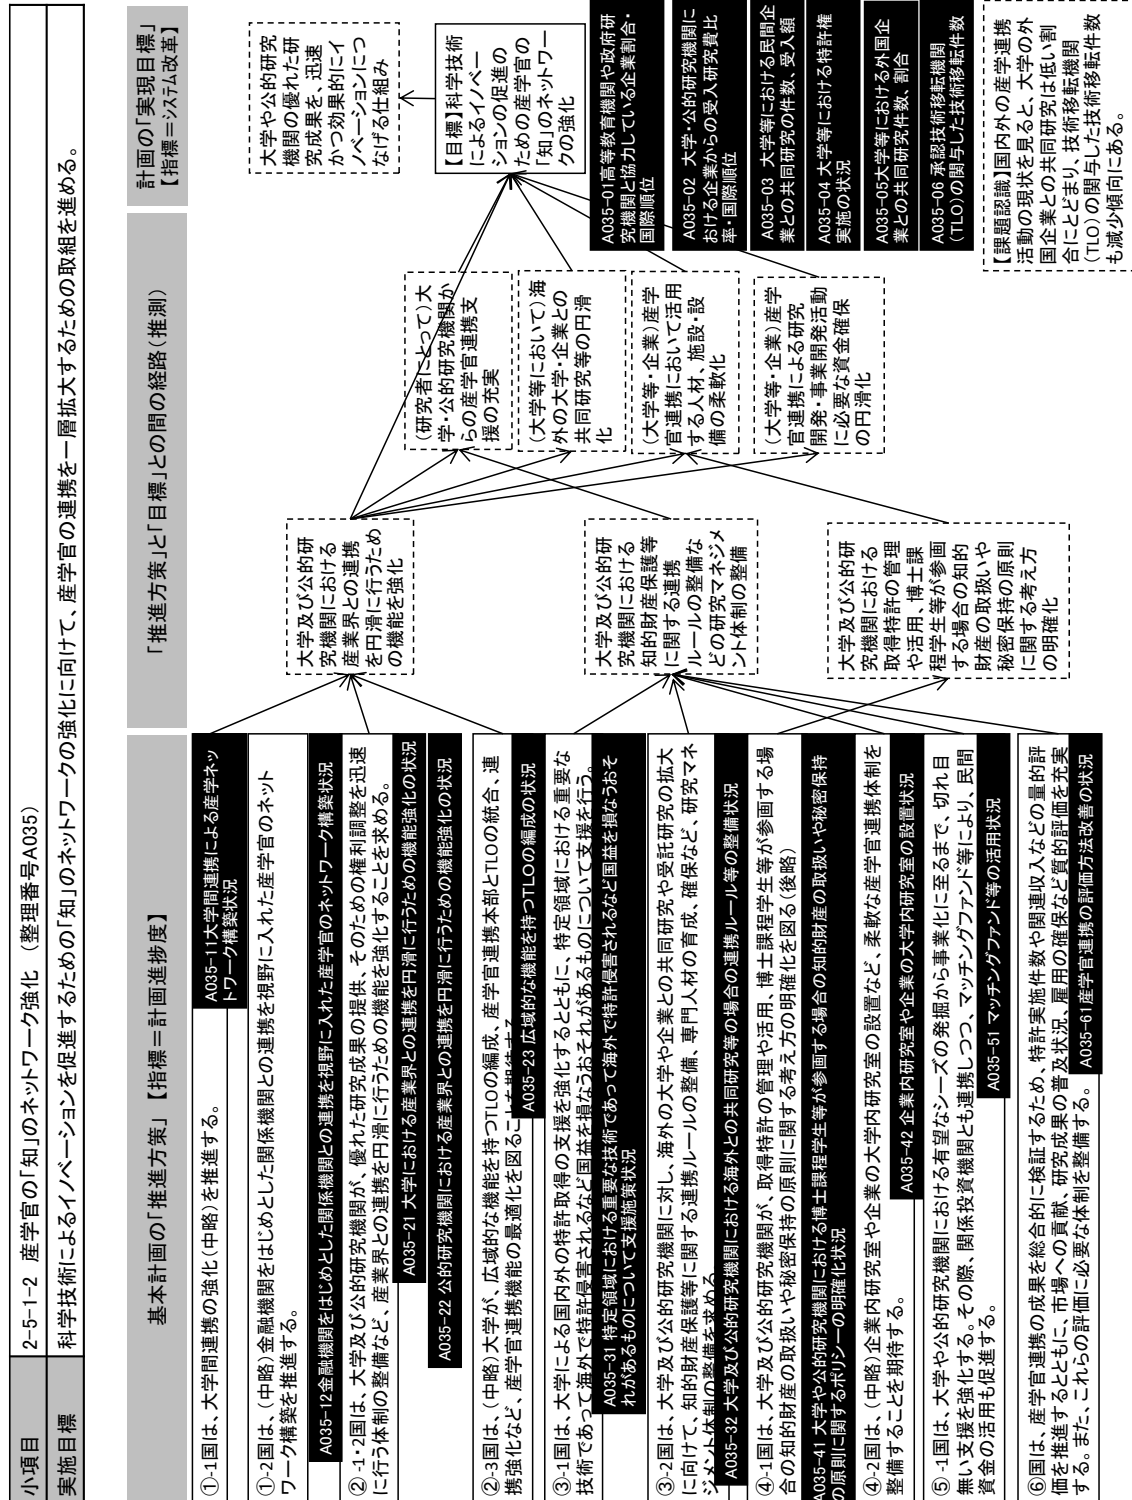 小項目
2-5-1-2 産学官の「知」のネットワーク強化 （整理番号A035）
実施目標
科学技術によるイノベーションを促進するための「知」のネットワークの強化に向けて、産学官の連携を一層拡大するための取組を進める。
基本計画の「推進方策」 【指標＝計画進捗度】
「推進方策」と「目標」との間の経路（推測）
計画の「実現目標」
【指標＝システム改革】
①-1国は、大学間連携の強化（中略）を推進する。
A035-11大学間連携による産学ネッ
トワーク構築状況
①-2国は、（中略）金融機関をはじめとした関係機関との連携を視野に入れた産学官のネット
ワーク構築を推進する。
A035-12金融機関をはじめとした関係機関との連携を視野に入れた産学官のネットワーク構築状況
② -1・2国は、大学及び公的研究機関が、優れた研究成果の提供、そのための権利調整を迅速
に行う体制の整備など、産業界との連携を円滑に行うための機能を強化することを求める。
A035-21 大学における産業界との連携を円滑に行うための機能強化の状況
A035-22 公的研究機関における産業界との連携を円滑に行うための機能強化の状況
②-3国は、（中略）大学が、広域的な機能を持つTLOの編成、産学官連携本部とTLOの統合、連
携強化など、産学官連携機能の最適化を図ることを期待する
A035-23 広域的な機能を持つTLOの編成の状況
③-1国は、大学による国内外の特許取得の支援を強化するとともに、特定領域における重要な
技術であって海外で特許侵害されるなど国益を損なうおそれがあるものについて支援を行う。
A035-31 特定領域における重要な技術であって海外で特許侵害されるなど国益を損なうおそ
れがあるものについて支援施策状況
③-2国は、大学及び公的研究機関に対し、海外の大学や企業との共同研究や受託研究の拡大
に向けて、知的財産保護等に関する連携ルールの整備、専門人材の育成、確保など、研究マネ
ジメント体制の整備を求める
A035-32 大学及び公的研究機関における海外との共同研究等の場合の連携ルール等の整備状況
④-1国は、大学及び公的研究機関が、取得特許の管理や活用、博士課程学生等が参画する場
合の知的財産の取扱いや秘密保持の原則に関する考え方の明確化を図る（後略）
A035-41 大学や公的研究機関における博士課程学生等が参画する場合の知的財産の取扱いや秘密保持
の原則に関するポリシーの明確化状況
④-2国は、（中略）企業内研究室や企業の大学内研究室の設置など、柔軟な産学官連携体制を
整備することを期待する。
A035-42 企業内研究室や企業の大学内研究室の設置状況
⑤-1国は、大学や公的研究機関における有望なシーズの発掘から事業化に至るまで、切れ目
無い支援を強化する。その際、関係投資機関とも連携しつつ、マッチングファンド等により、民間
資金の活用も促進する。
A035-51 マッチングファンド等の活用状況
⑥国は、産学官連携の成果を総合的に検証するため、特許実施件数や関連収入などの量的評
価を推進するとともに、市場への貢献、研究成果の普及状況、雇用の確保など質的評価を充実
する。また、これらの評価に必要な体制を整備する。
A035-61 産学官連携の評価方法改善の状況
大学及び公的研
究機関における
産業界との連携
を円滑に行うため
の機能を強化
大学及び公的研
究機関における
知的財産保護等
に関する連携
ルールの整備な
どの研究マネジメ
ント体制の整備
大学及び公的研
究機関における
取得特許の管理
や活用、博士課
程学生等が参画
する場合の知的
財産の取扱いや
秘密保持の原則
に関する考え方
の明確化
（研究者にとって）大
学・公的研究機関か
らの産学官連携支
援の充実
（大学等において）海
外の大学・企業との
共同研究等の円滑
化
（大学等・企業）産学
官連携において活用
する人材、施設・設
備の柔軟化
（大学等・企業）産学
官連携による研究
開発・事業開発活動
に必要な資金確保
の円滑化
大学や公的研究
機関の優れた研
究成果を、迅速
かつ効果的にイ
ノベーションにつ
なげる仕組み
【目標】科学技術
によるイノベー
ションの促進の
ための産学官の
「知」のネットワー
クの強化
A035-01高等教育機関や政府研
究機関と協力している企業割合・
国際順位
A035-02 大学・公的研究機関に
おける企業からの受入研究費比
率・国際順位
A035-03 大学等における民間企
業との共同研究の件数、受入額
A035-04 大学等における特許権
実施の状況
A035-05大学等における外国企
業との共同研究件数、割合
A035-06 承認技術移転機関
（TLO）の関与した技術移転件数
【課題認識】国内外の産学連携
活動の現状を見ると、大学の外
国企業との共同研究は低い割
合にとどまり、技術移転機関
（TLO）の関与した技術移転件数
も減少傾向にある。